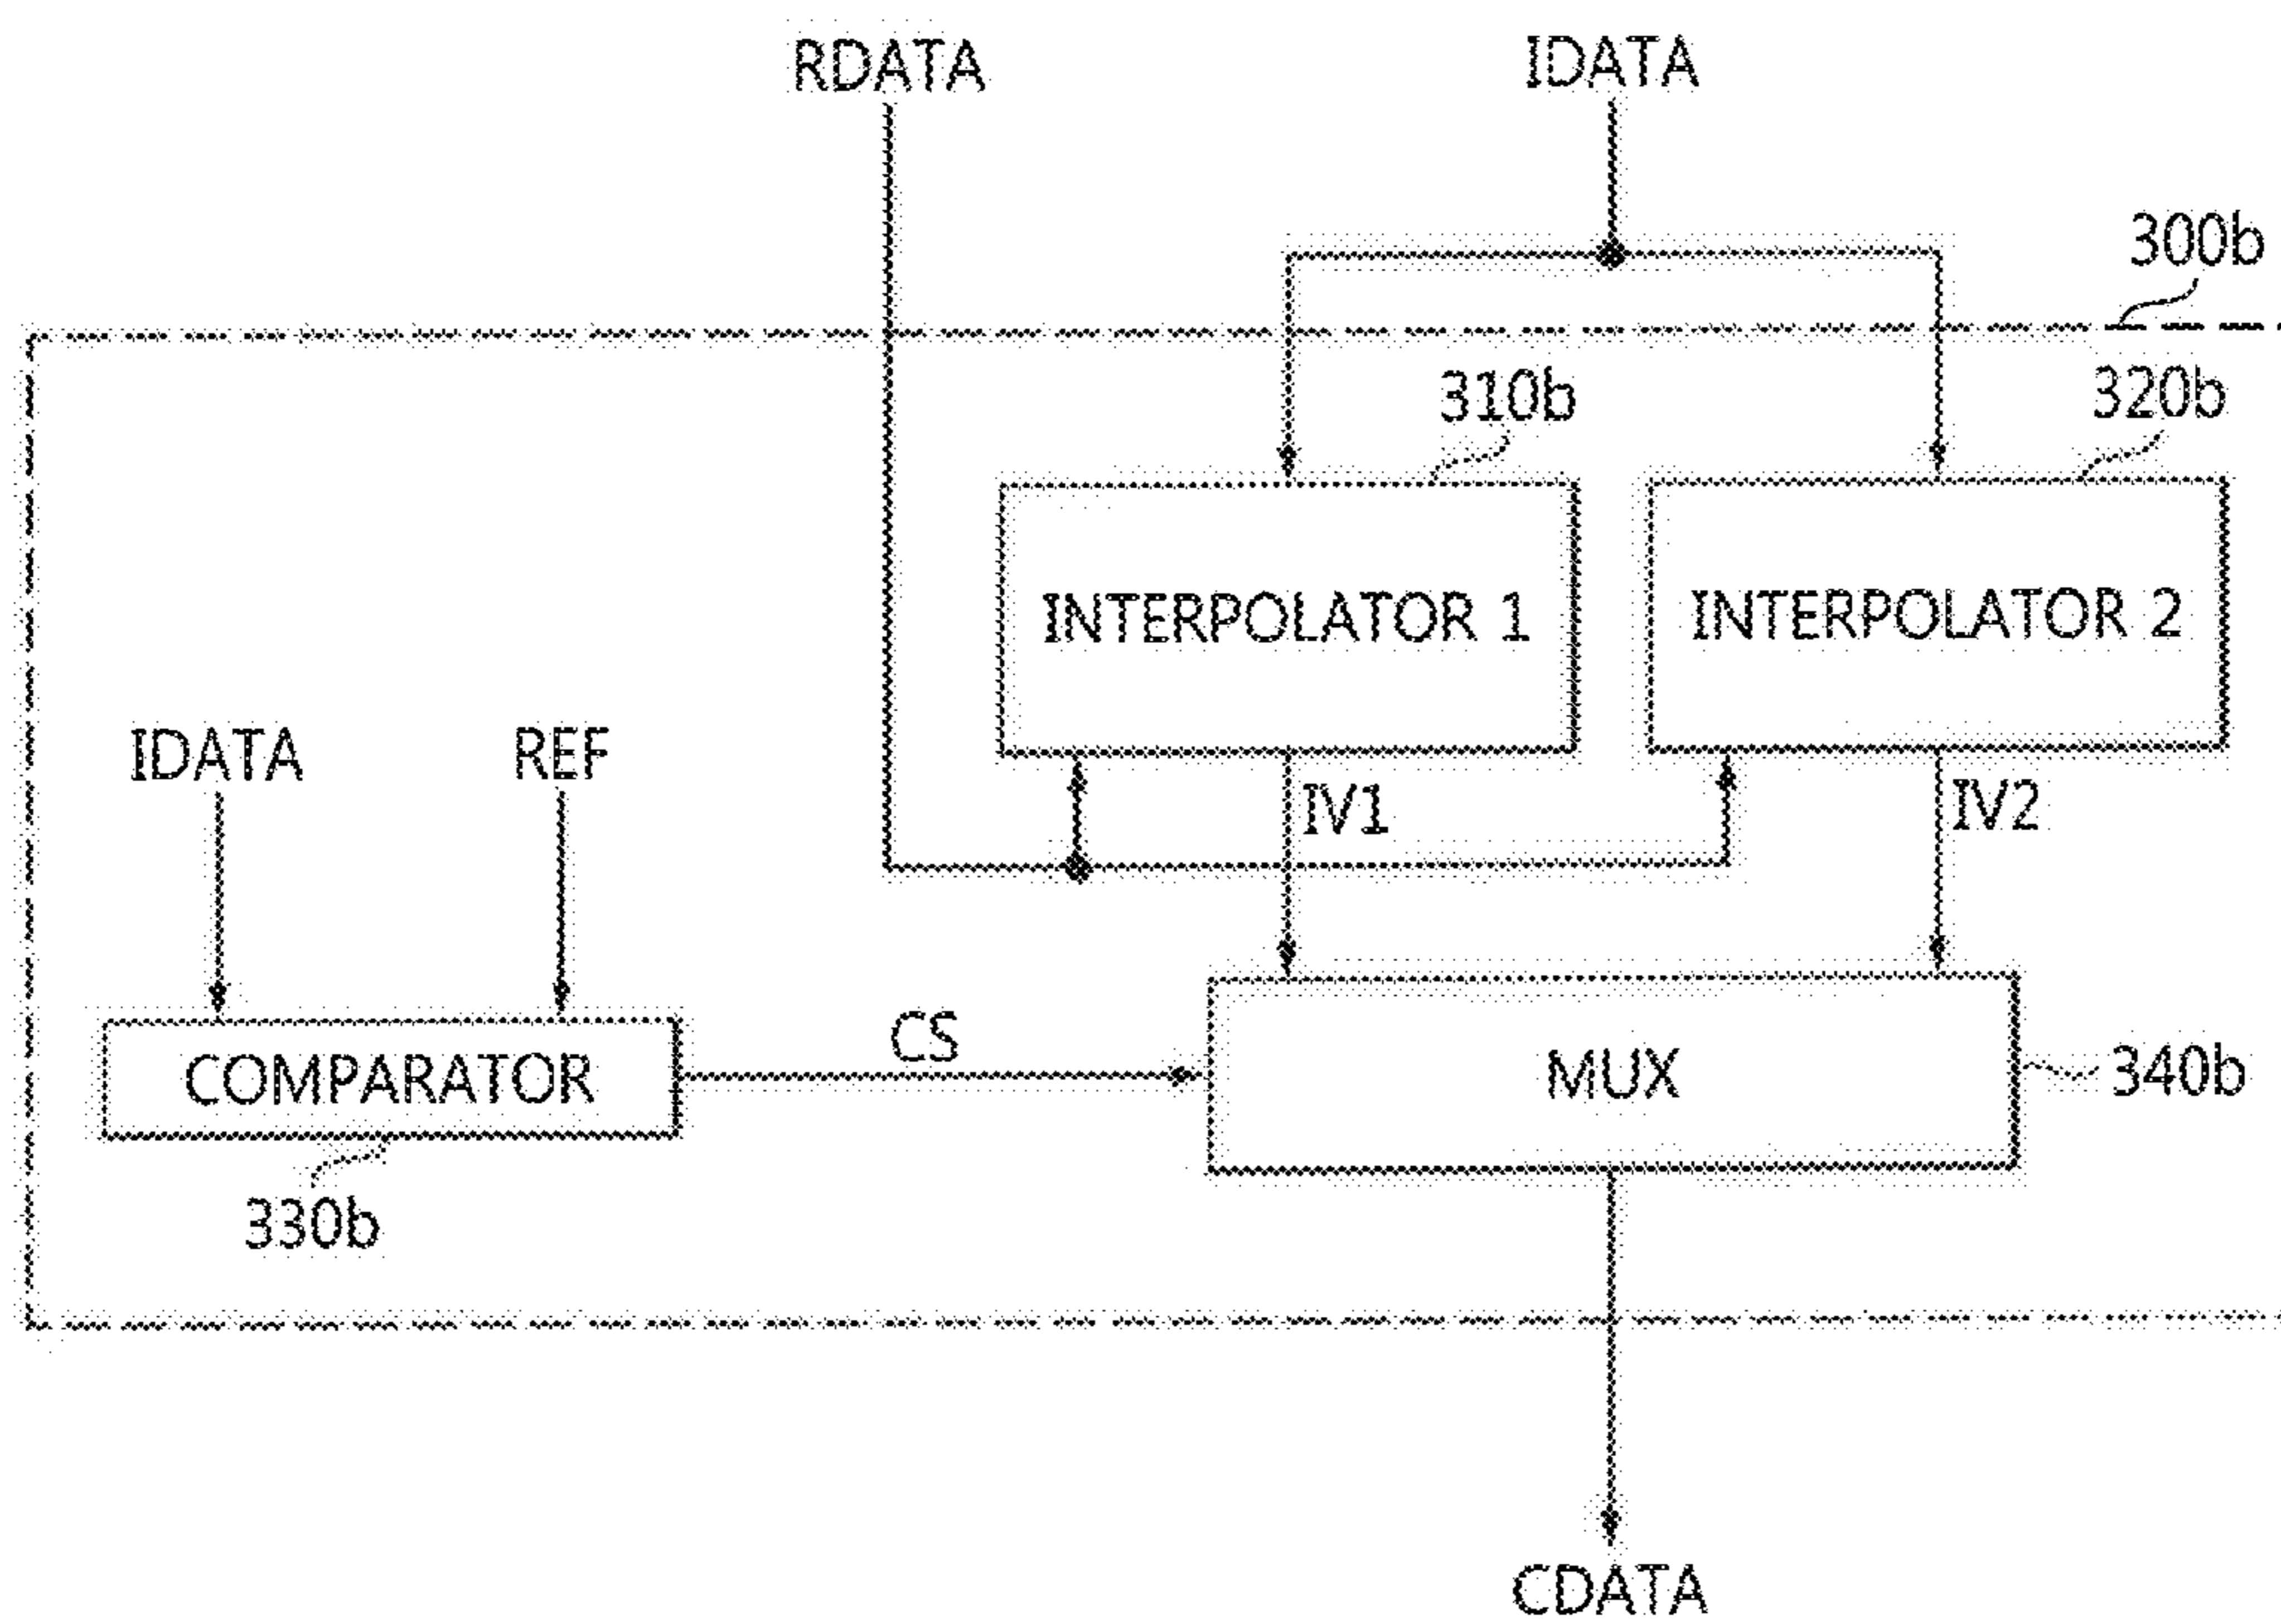 RDATA
IDATA
300b
310b
320b
INTERPOLATOR 1
INTERPOLATOR 2
IDATA
REF
IV1
IV2
CS
COMPARATOR
MUX
340b
330b
CDATA